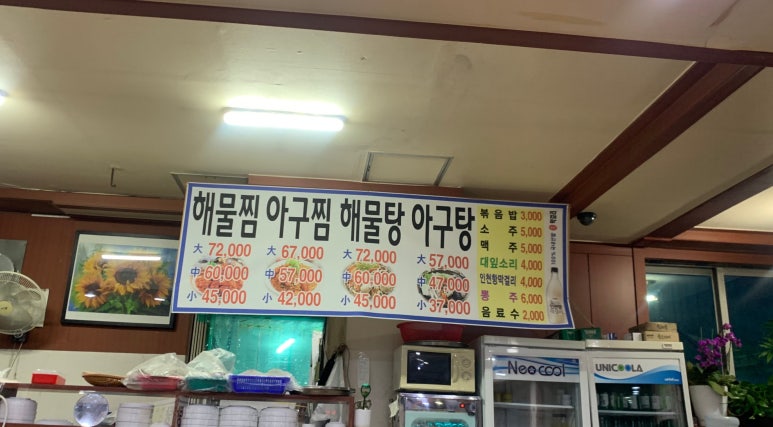 해물찜 아구찜 해물탕 아구탕
大 72,000 大 67,000 大 72,000 大 57,000
中 60,000 中 57,000 中 60,000 中 47,000
小 45,000 小 42,000 小 45,000 小 37,000
볶음밥 3,000
소주 5,000
맥주 5,000
대잎소리 4,000
인천쌀막걸리 4,000
통주 6,000
음료수 2,000
Neo cool
UNICOOLA